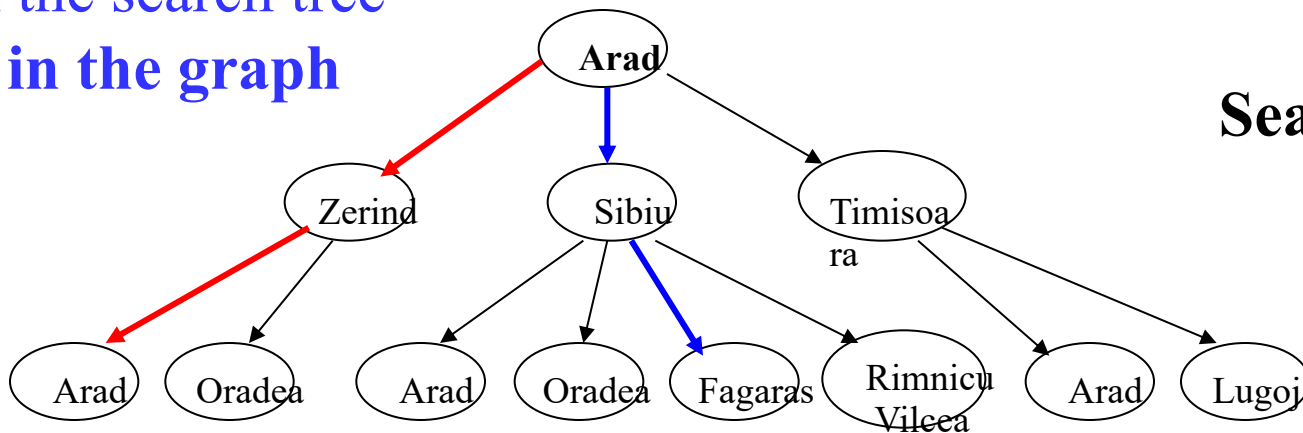 the search tree
in the graph
Arad
Sea
Zerind
Sibiu
Timisoa
ra
Arad
Oradea
Arad
Oradea
Fagaras
Rimnicu
Vilcea
Arad
Lugoj